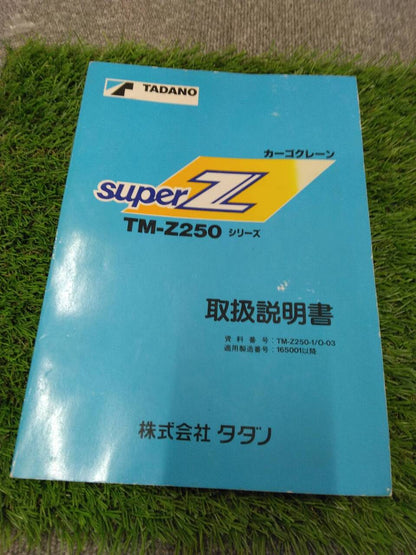 TADANO
カーゴクレーン
super Z
TM-Z250 シリーズ
取扱説明書
資料番号:TM-Z250-1/O-03
適用製造番号:165001以降
株式会社 タダノ